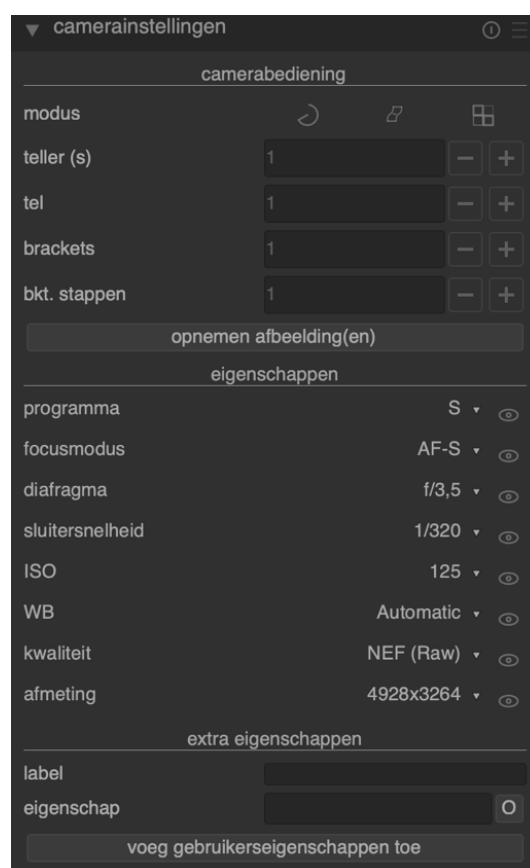 camerainstellingen
camerabediening
modus
teller (s) 1
tel 1
brackets 1
bkt. stappen 1
opnemen afbeelding(en)
eigenschappen
programma S
focusmodus AF-S
diafragma f/3,5
sluitersnelheid 1/320
ISO 125
WB Automatic
kwaliteit NEF (Raw)
afmeting 4928x3264
extra eigenschappen
label
eigenschap O
voeg gebruikerseigenschappen toe